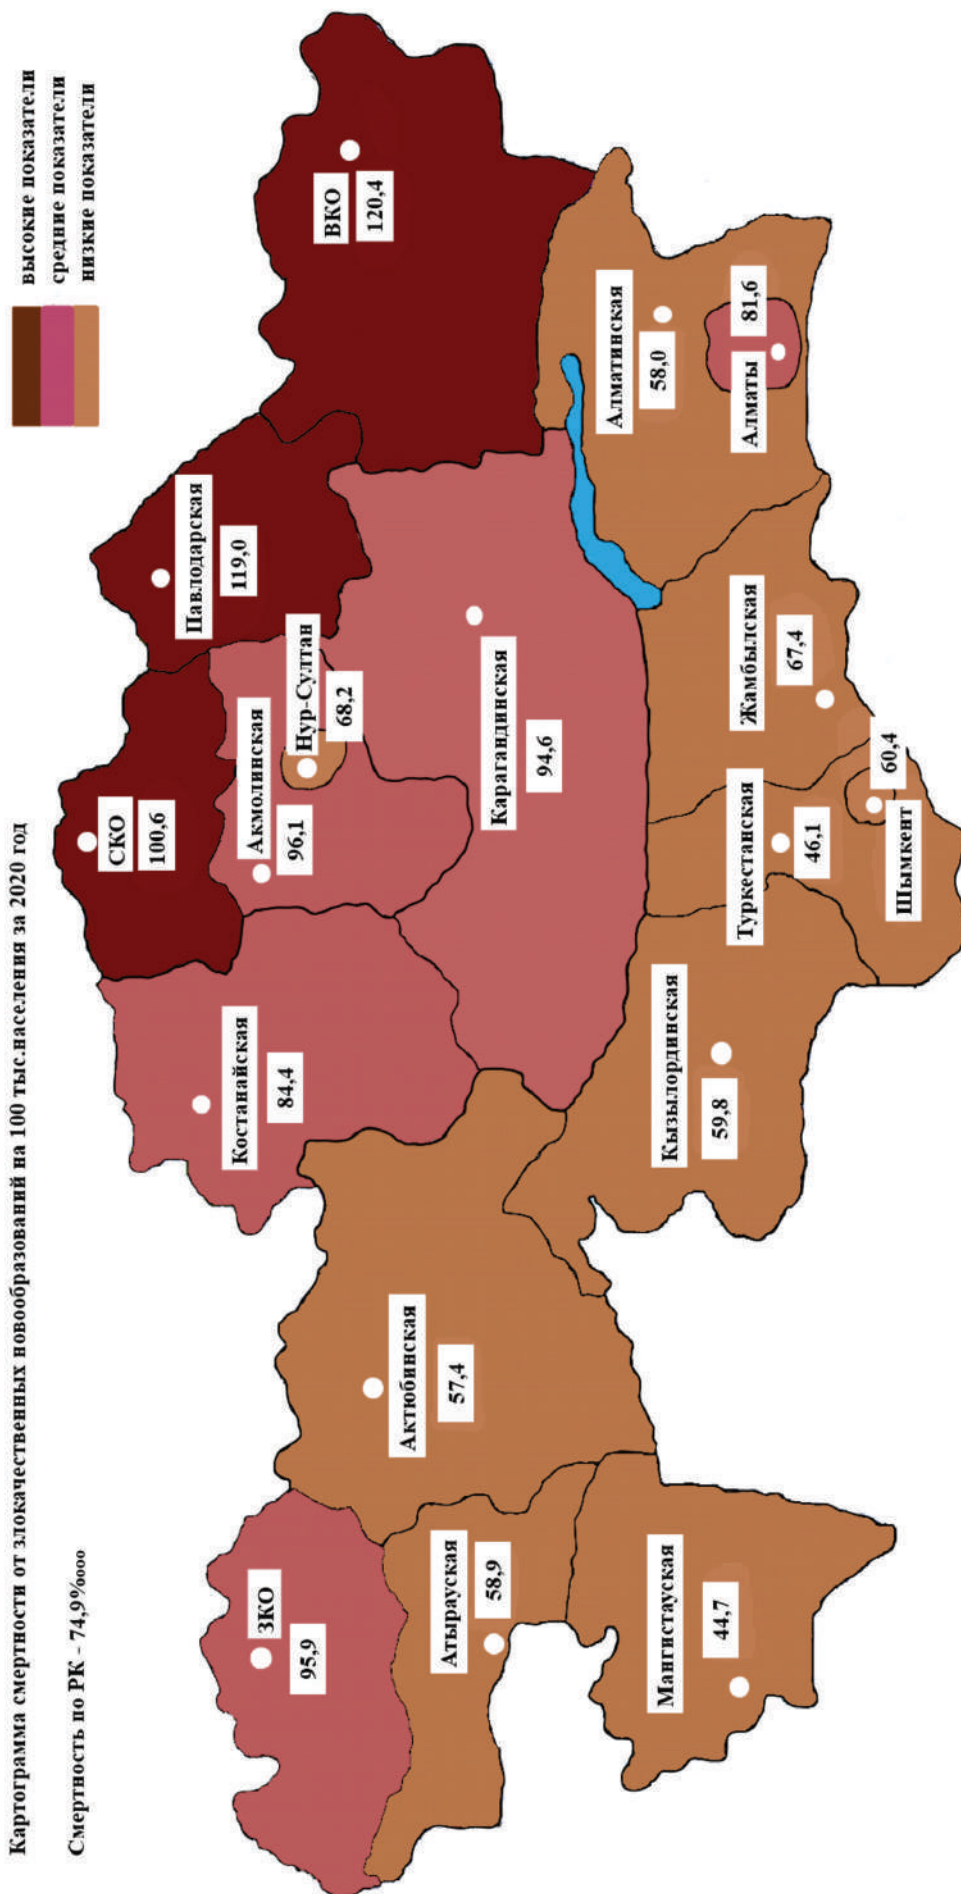 Картограмма смертности от злокачественных новообразований на 100 тыс.населения за 2020 год
Смертность по РК - 74,9%ооо
высокие показатели
средние показатели
низкие показатели
ЗКО
95,9
Атырауская
58,9
Мангистауская
44,7
Актюбинская
57,4
Костанайская
84,4
СКО
100,6
Акмолинская
96,1
Нур-Султан
68,2
Павлодарская
119,0
ВКО
120,4
Карагандинская
94,6
Кызылординская
59,8
Туркестанская
46,1
Шымкент
60,4
Жамбылская
67,4
Алматинская
58,0
Алматы
81,6